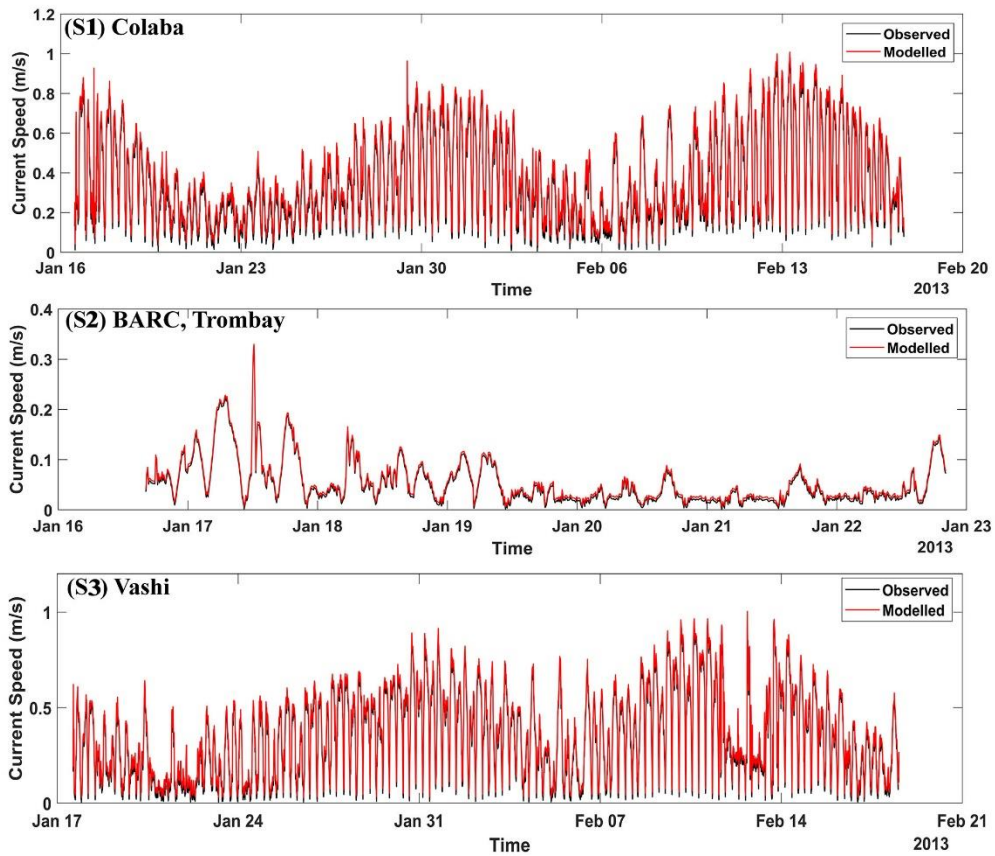 (S1) Colaba
Observed
Modelled
Current Speed (m/s)
1.2
1
0.8
0.6
0.4
0.2
0
Jan 16 Jan 23 Jan 30 Feb 06 Feb 13 Feb 20
Time
2013
(S2) BARC, Trombay
Observed
Modelled
Current Speed (m/s)
0.4
0.3
0.2
0.1
0
Jan 16 Jan 17 Jan 18 Jan 19 Jan 20 Jan 21 Jan 22 Jan 23
Time
2013
(S3) Vashi
Observed
Modelled
Current Speed (m/s)
1
0.5
0
Jan 17 Jan 24 Jan 31 Feb 07 Feb 14 Feb 21
Time
2013